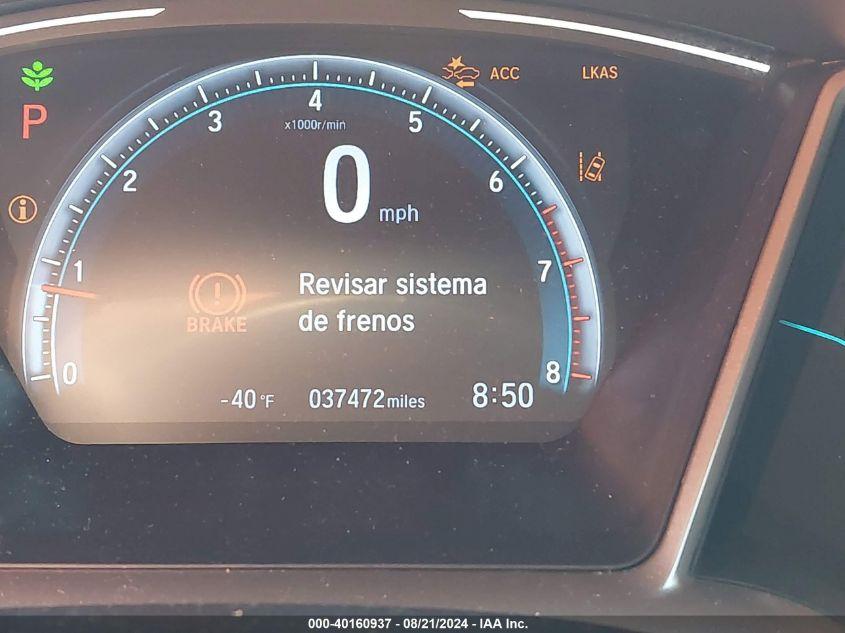 ACC
LKAS
P
4
3
5
x1000r/min
2
6
0 mph
1
7
Revisar sistema
de frenos
BRAKE
0
8
-40°F 037472 miles 8:50
000-40160937 - 08/21/2024 - IAA Inc.